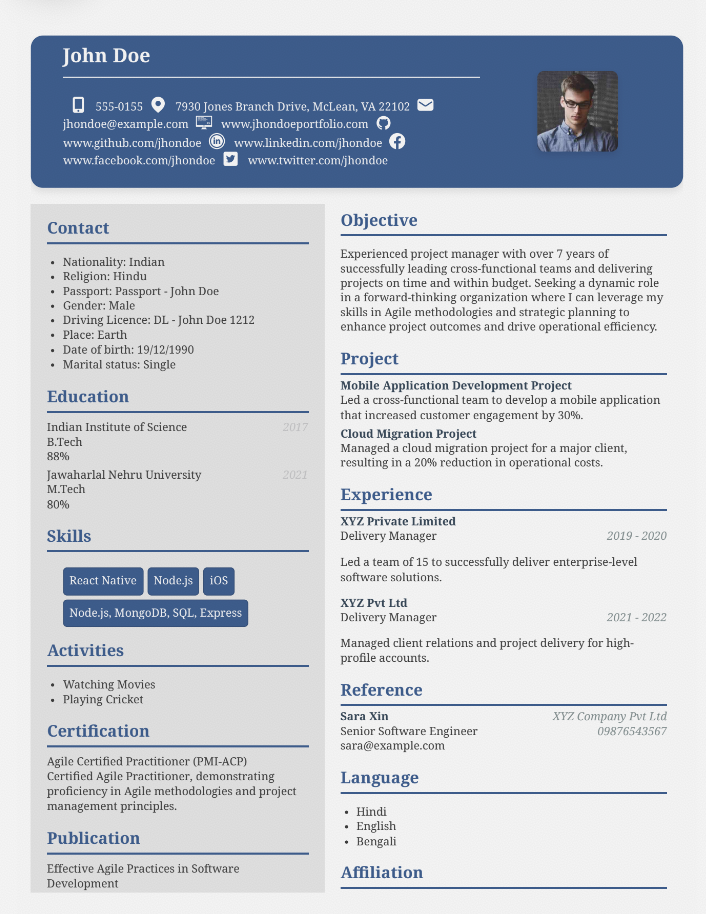 John Doe
555-0155 7930 Jones Branch Drive, McLean, VA 22102
jhondoe@example.com www.jhondoeportfolio.com
www.github.com/jhondoe www.linkedin.com/jhondoe
www.facebook.com/jhondoe www.twitter.com/jhondoe
Contact
• Nationality: Indian
• Religion: Hindu
• Passport: Passport - John Doe
• Gender: Male
• Driving Licence: DL - John Doe 1212
• Place: Earth
• Date of birth: 19/12/1990
• Marital status: Single
Education
Indian Institute of Science 2017
B.Tech
88%
Jawaharlal Nehru University 2021
M.Tech
80%
Skills
React Native Node.js iOS
Node.js, MongoDB, SQL, Express
Activities
• Watching Movies
• Playing Cricket
Certification
Agile Certified Practitioner (PMI-ACP)
Certified Agile Practitioner, demonstrating
proficiency in Agile methodologies and project
management principles.
Publication
Effective Agile Practices in Software
Development
Objective
Experienced project manager with over 7 years of
successfully leading cross-functional teams and delivering
projects on time and within budget. Seeking a dynamic role
in a forward-thinking organization where I can leverage my
skills in Agile methodologies and strategic planning to
enhance project outcomes and drive operational efficiency.
Project
Mobile Application Development Project
Led a cross-functional team to develop a mobile application
that increased customer engagement by 30%.
Cloud Migration Project
Managed a cloud migration project for a major client,
resulting in a 20% reduction in operational costs.
Experience
XYZ Private Limited
Delivery Manager 2019 - 2020
Led a team of 15 to successfully deliver enterprise-level
software solutions.
XYZ Pvt Ltd
Delivery Manager 2021 - 2022
Managed client relations and project delivery for high-
profile accounts.
Reference
Sara Xin XYZ Company Pvt Ltd
Senior Software Engineer 09876543567
sara@example.com
Language
• Hindi
• English
• Bengali
Affiliation